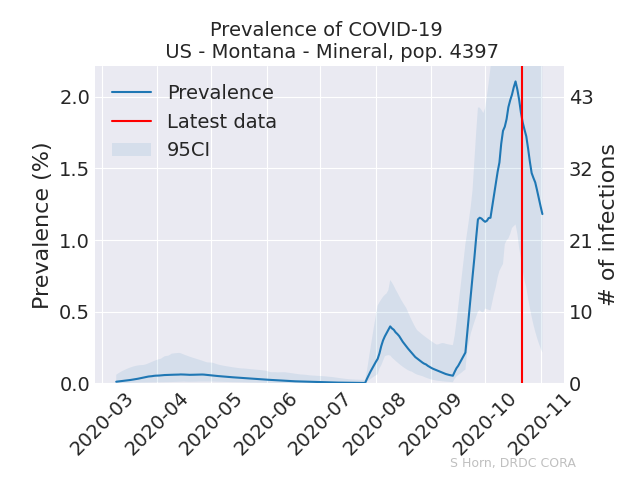 Prevalence of COVID-19
US - Montana - Mineral, pop. 4397
Prevalence
Latest data
95CI
Prevalence (%)
2.0
1.5
1.0
0.5
0.0
43
32
21
10
0
# of infections
2020-03
2020-04
2020-05
2020-06
2020-07
2020-08
2020-09
2020-10
2020-11
S Horn, DRDC CORA